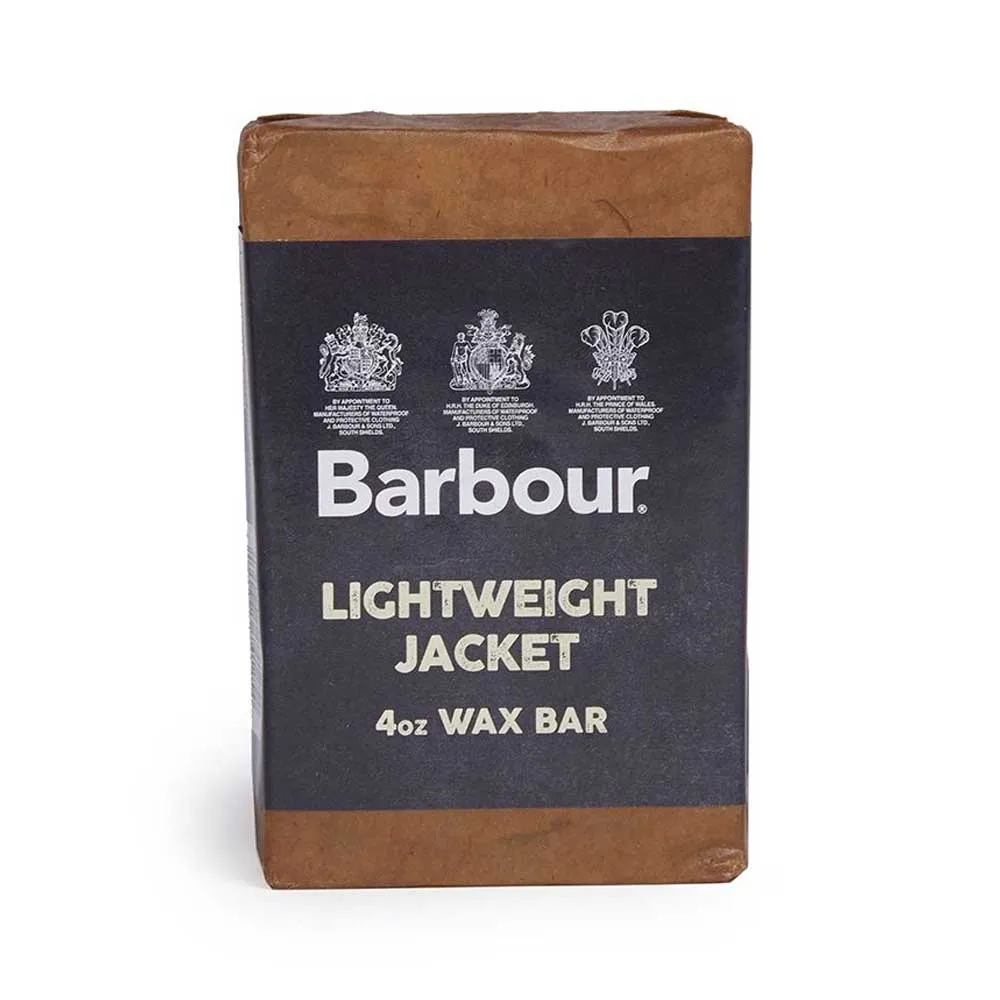 BY APPOINTMENT TO
HER MAJESTY THE QUEEN.
MANUFACTURERS OF WATERPROOF
AND PROTECTIVE CLOTHING
J. BARBOUR & SONS LTD.,
SOUTH SHIELDS.
BY APPOINTMENT TO
H.R.H. THE DUKE OF EDINBURGH.
MANUFACTURERS OF WATERPROOF
AND PROTECTIVE CLOTHING
J. BARBOUR & SONS LTD.,
SOUTH SHIELDS.
BY APPOINTMENT TO
H.R.H. THE PRINCE OF WALES.
MANUFACTURERS OF WATERPROOF
AND PROTECTIVE CLOTHING
J. BARBOUR & SONS LTD.,
SOUTH SHIELDS.
Barbour®
LIGHTWEIGHT
JACKET
4oz WAX BAR